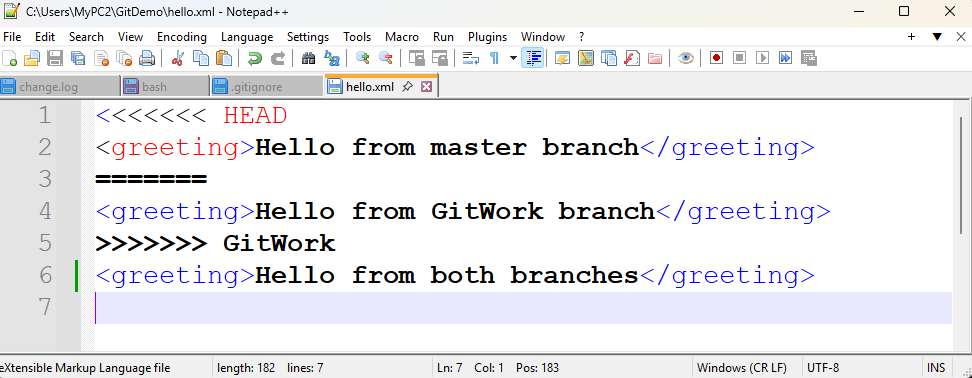 C:\Users\MyPC2\GitDemo\hello.xml - Notepad++
File Edit Search View Encoding Language Settings Tools Macro Run Plugins Window ? + ▼ ✕
change.log bash .gitignore hello.xml
1 <<<<<<< HEAD
2 <greeting>Hello from master branch</greeting>
3 =======
4 <greeting>Hello from GitWork branch</greeting>
5 >>>>>>> GitWork
6 <greeting>Hello from both branches</greeting>
7
eXtensible Markup Language file length: 182 lines: 7 Ln: 7 Col: 1 Pos: 183 Windows (CR LF) UTF-8 INS